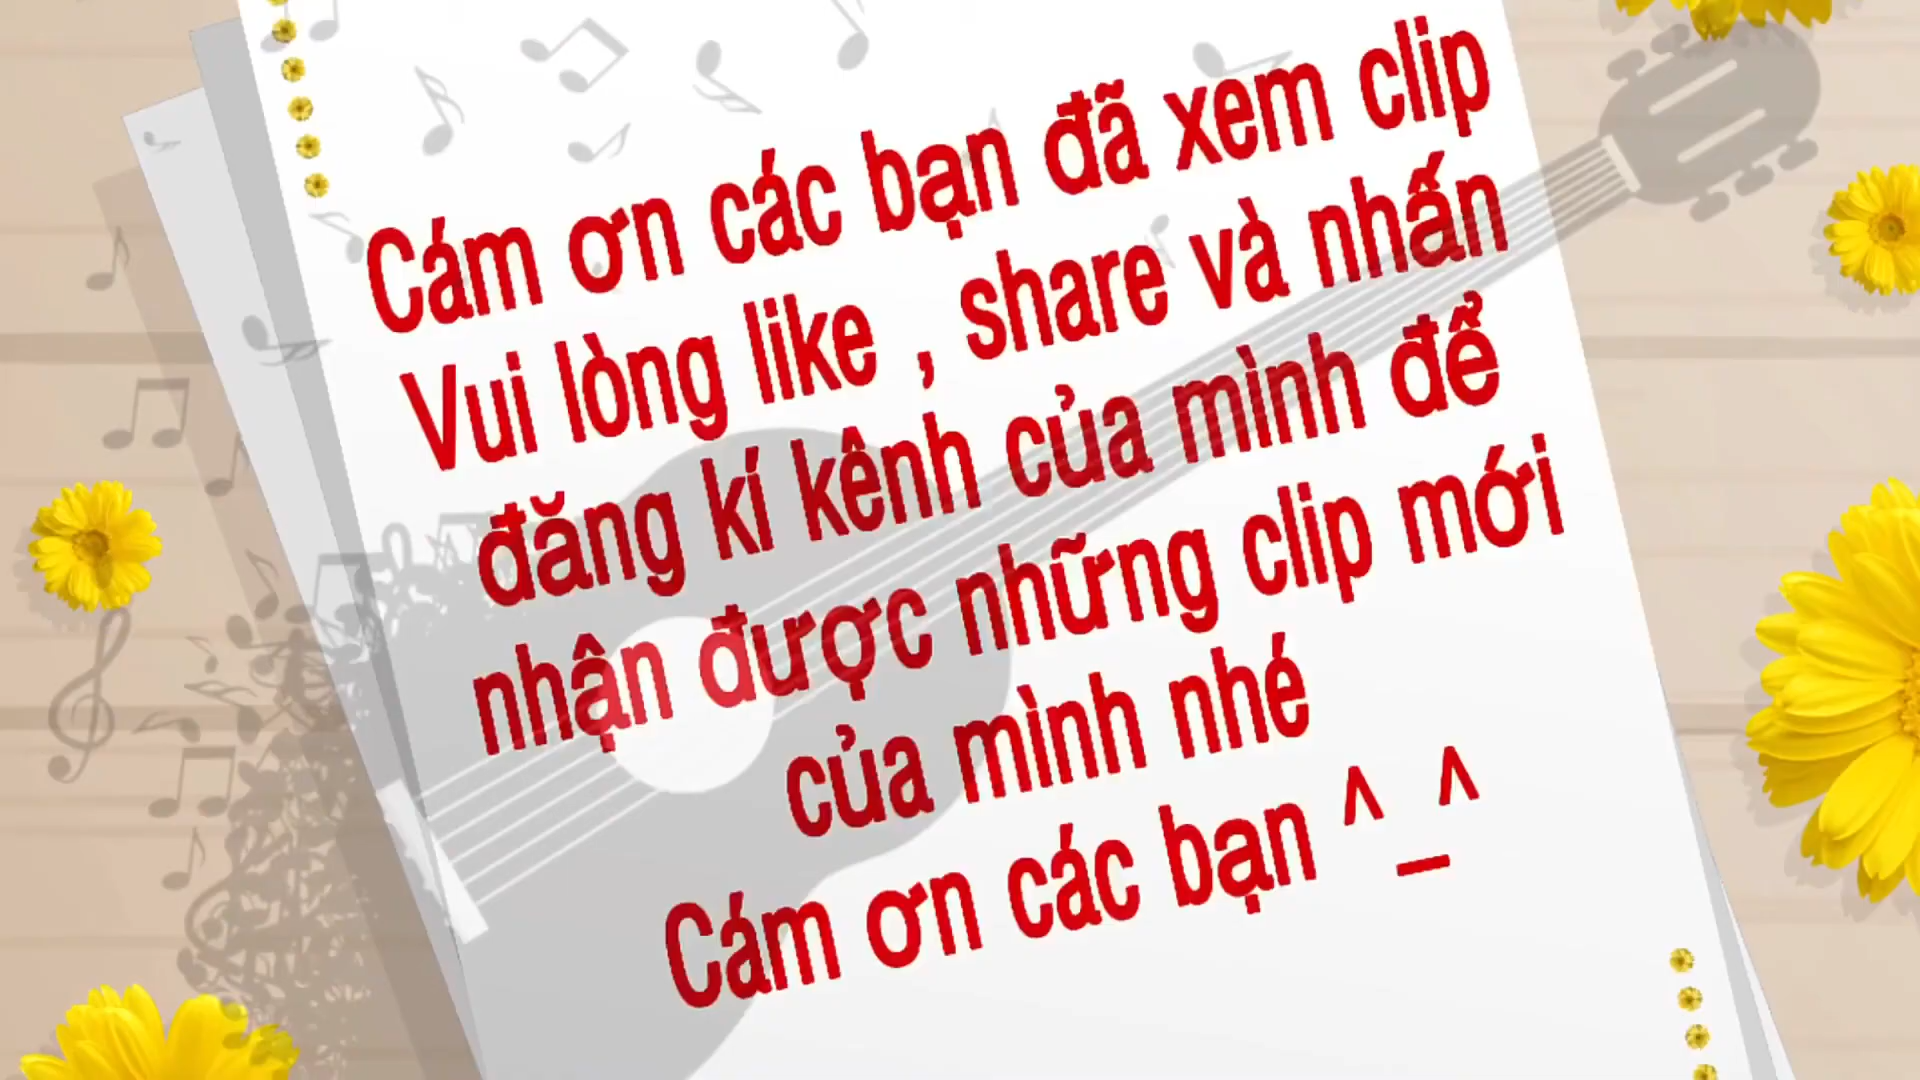 Cám ơn các bạn đã xem clip
Vui lòng like , share và nhấn
đăng kí kênh của mình để
nhận được những clip mới
của mình nhé
Cám ơn các bạn ^_^